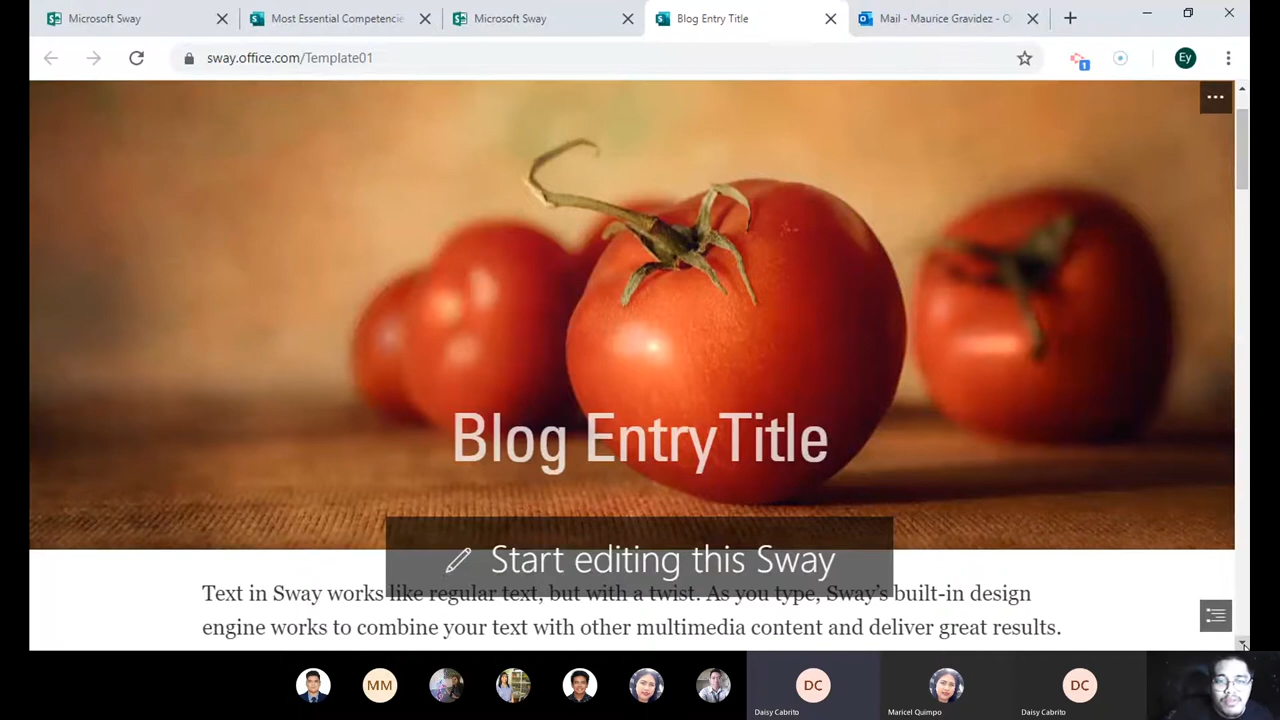 Microsoft Sway
Most Essential Competencie
Microsoft Sway
Blog Entry Title
Mail - Maurice Gravidez - O
sway.office.com/Template01
1
Ey
Blog EntryTitle
Start editing this Sway
Text in Sway works like regular text, but with a twist. As you type, Sway's built-in design
engine works to combine your text with other multimedia content and deliver great results.
MM
DC
DC
Daisy Cabrito
Maricel Quimpo
Daisy Cabrito